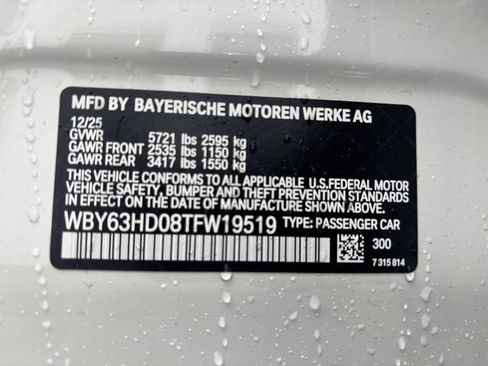 MFD BY BAYERISCHE MOTOREN WERKE AG
12/25
GVWR 5721 lbs 2595 kg
GAWR FRONT 2535 lbs 1150 kg
GAWR REAR 3417 lbs 1550 kg
THIS VEHICLE CONFORMS TO ALL APPLICABLE U.S. FEDERAL MOTOR
VEHICLE SAFETY, BUMPER AND THEFT PREVENTION STANDARDS
IN EFFECT ON THE DATE OF MANUFACTURE SHOWN ABOVE.
WBY63HD08TFW19519 TYPE: PASSENGER CAR
300
7 315 814